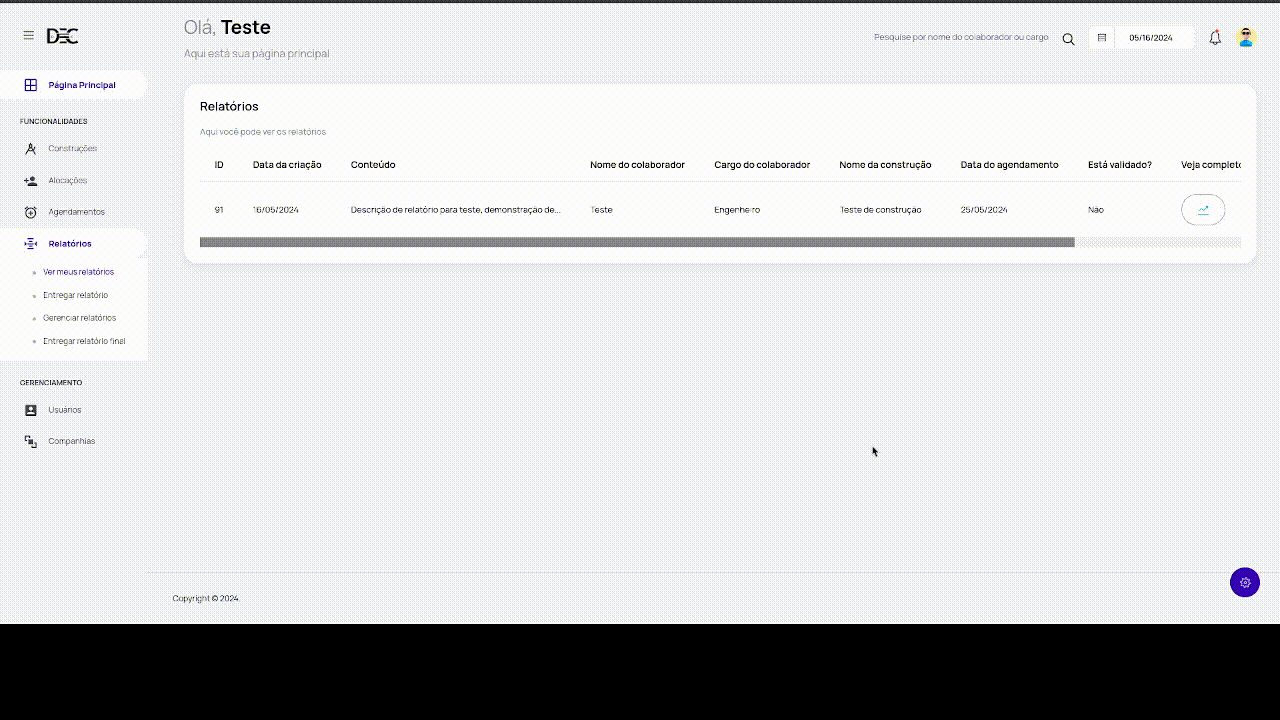 DEC
Olá, Teste
Aqui está sua página principal
Pesquise por nome do colaborador ou cargo
05/16/2024
Página Principal
FUNCIONALIDADES
Construções
Alocações
Agendamentos
Relatórios
Ver meus relatórios
Entregar relatório
Gerenciar relatórios
Entregar relatório final
GERENCIAMENTO
Usuários
Companhias
Relatórios
Aqui você pode ver os relatórios.
ID Data da criação Conteúdo Nome do colaborador Cargo do colaborador Nome da construção Data do agendamento Está validado? Veja completo
91 16/05/2024 Descrição de relatório para teste, demonstração de... Teste Engenheiro Teste de construção 25/05/2024 Não
Copyright © 2024.